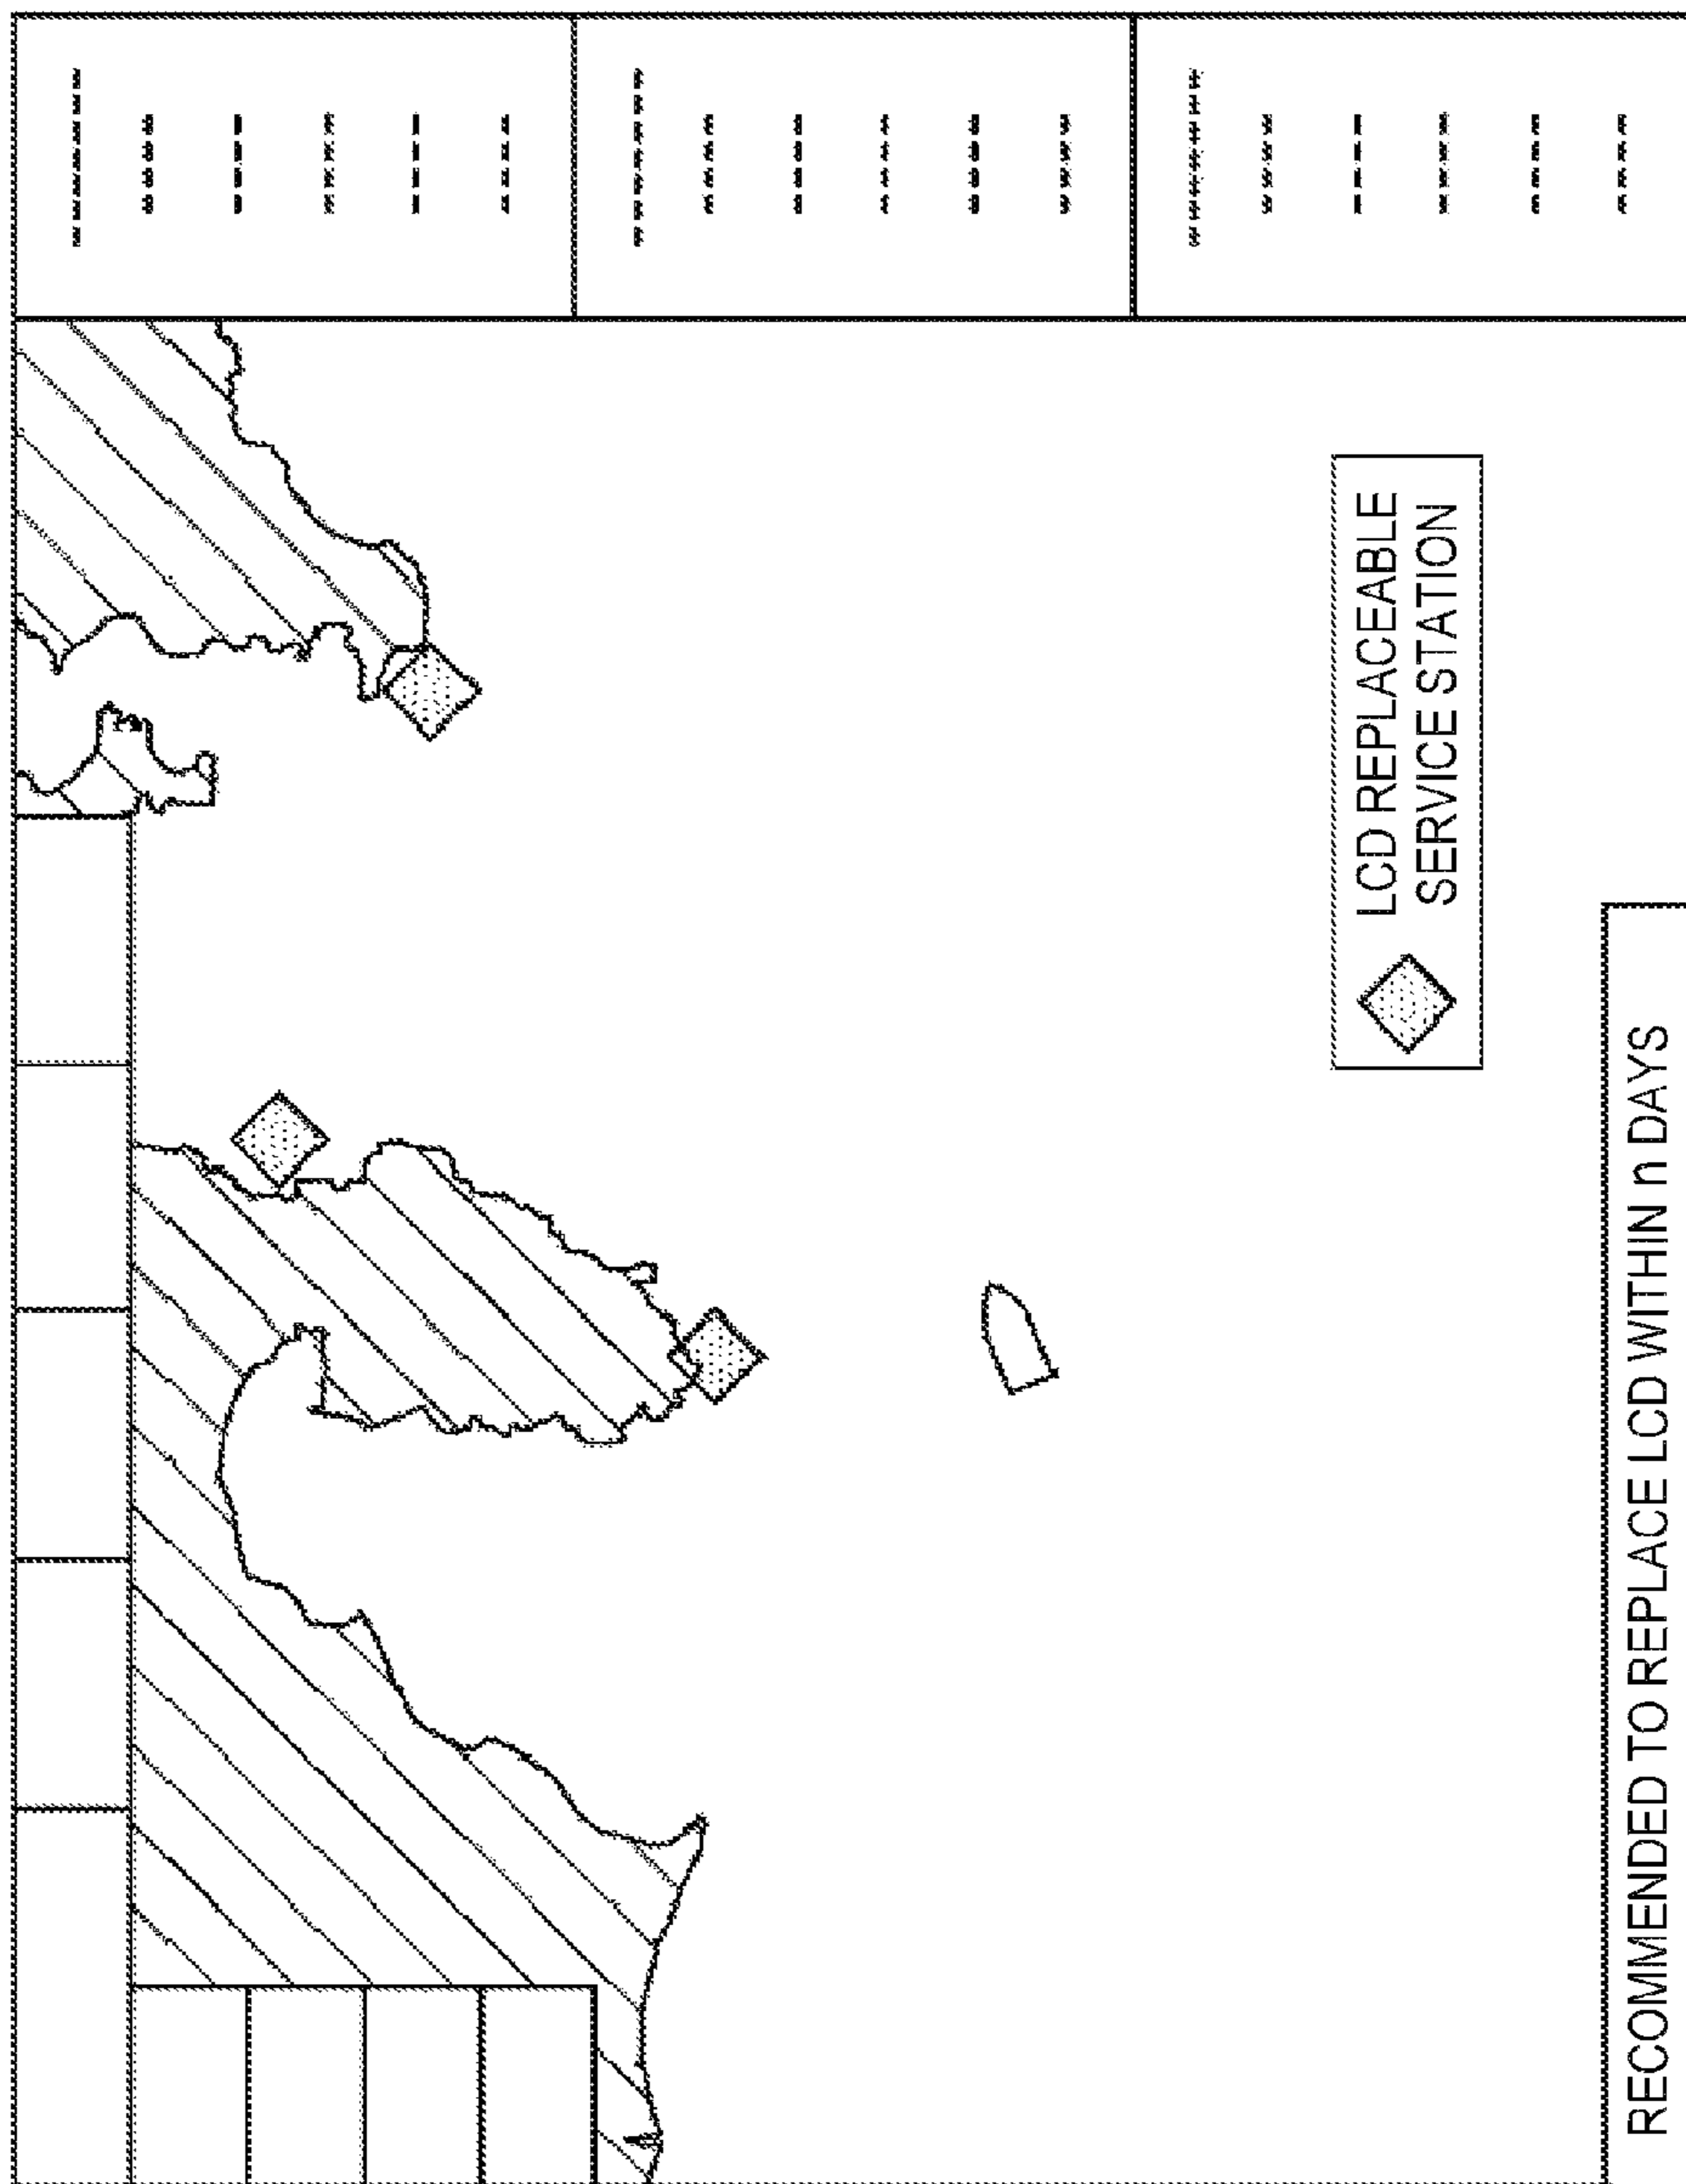 LCD REPLACEABLE
SERVICE STATION
RECOMMENDED TO REPLACE LCD WITHIN n DAYS